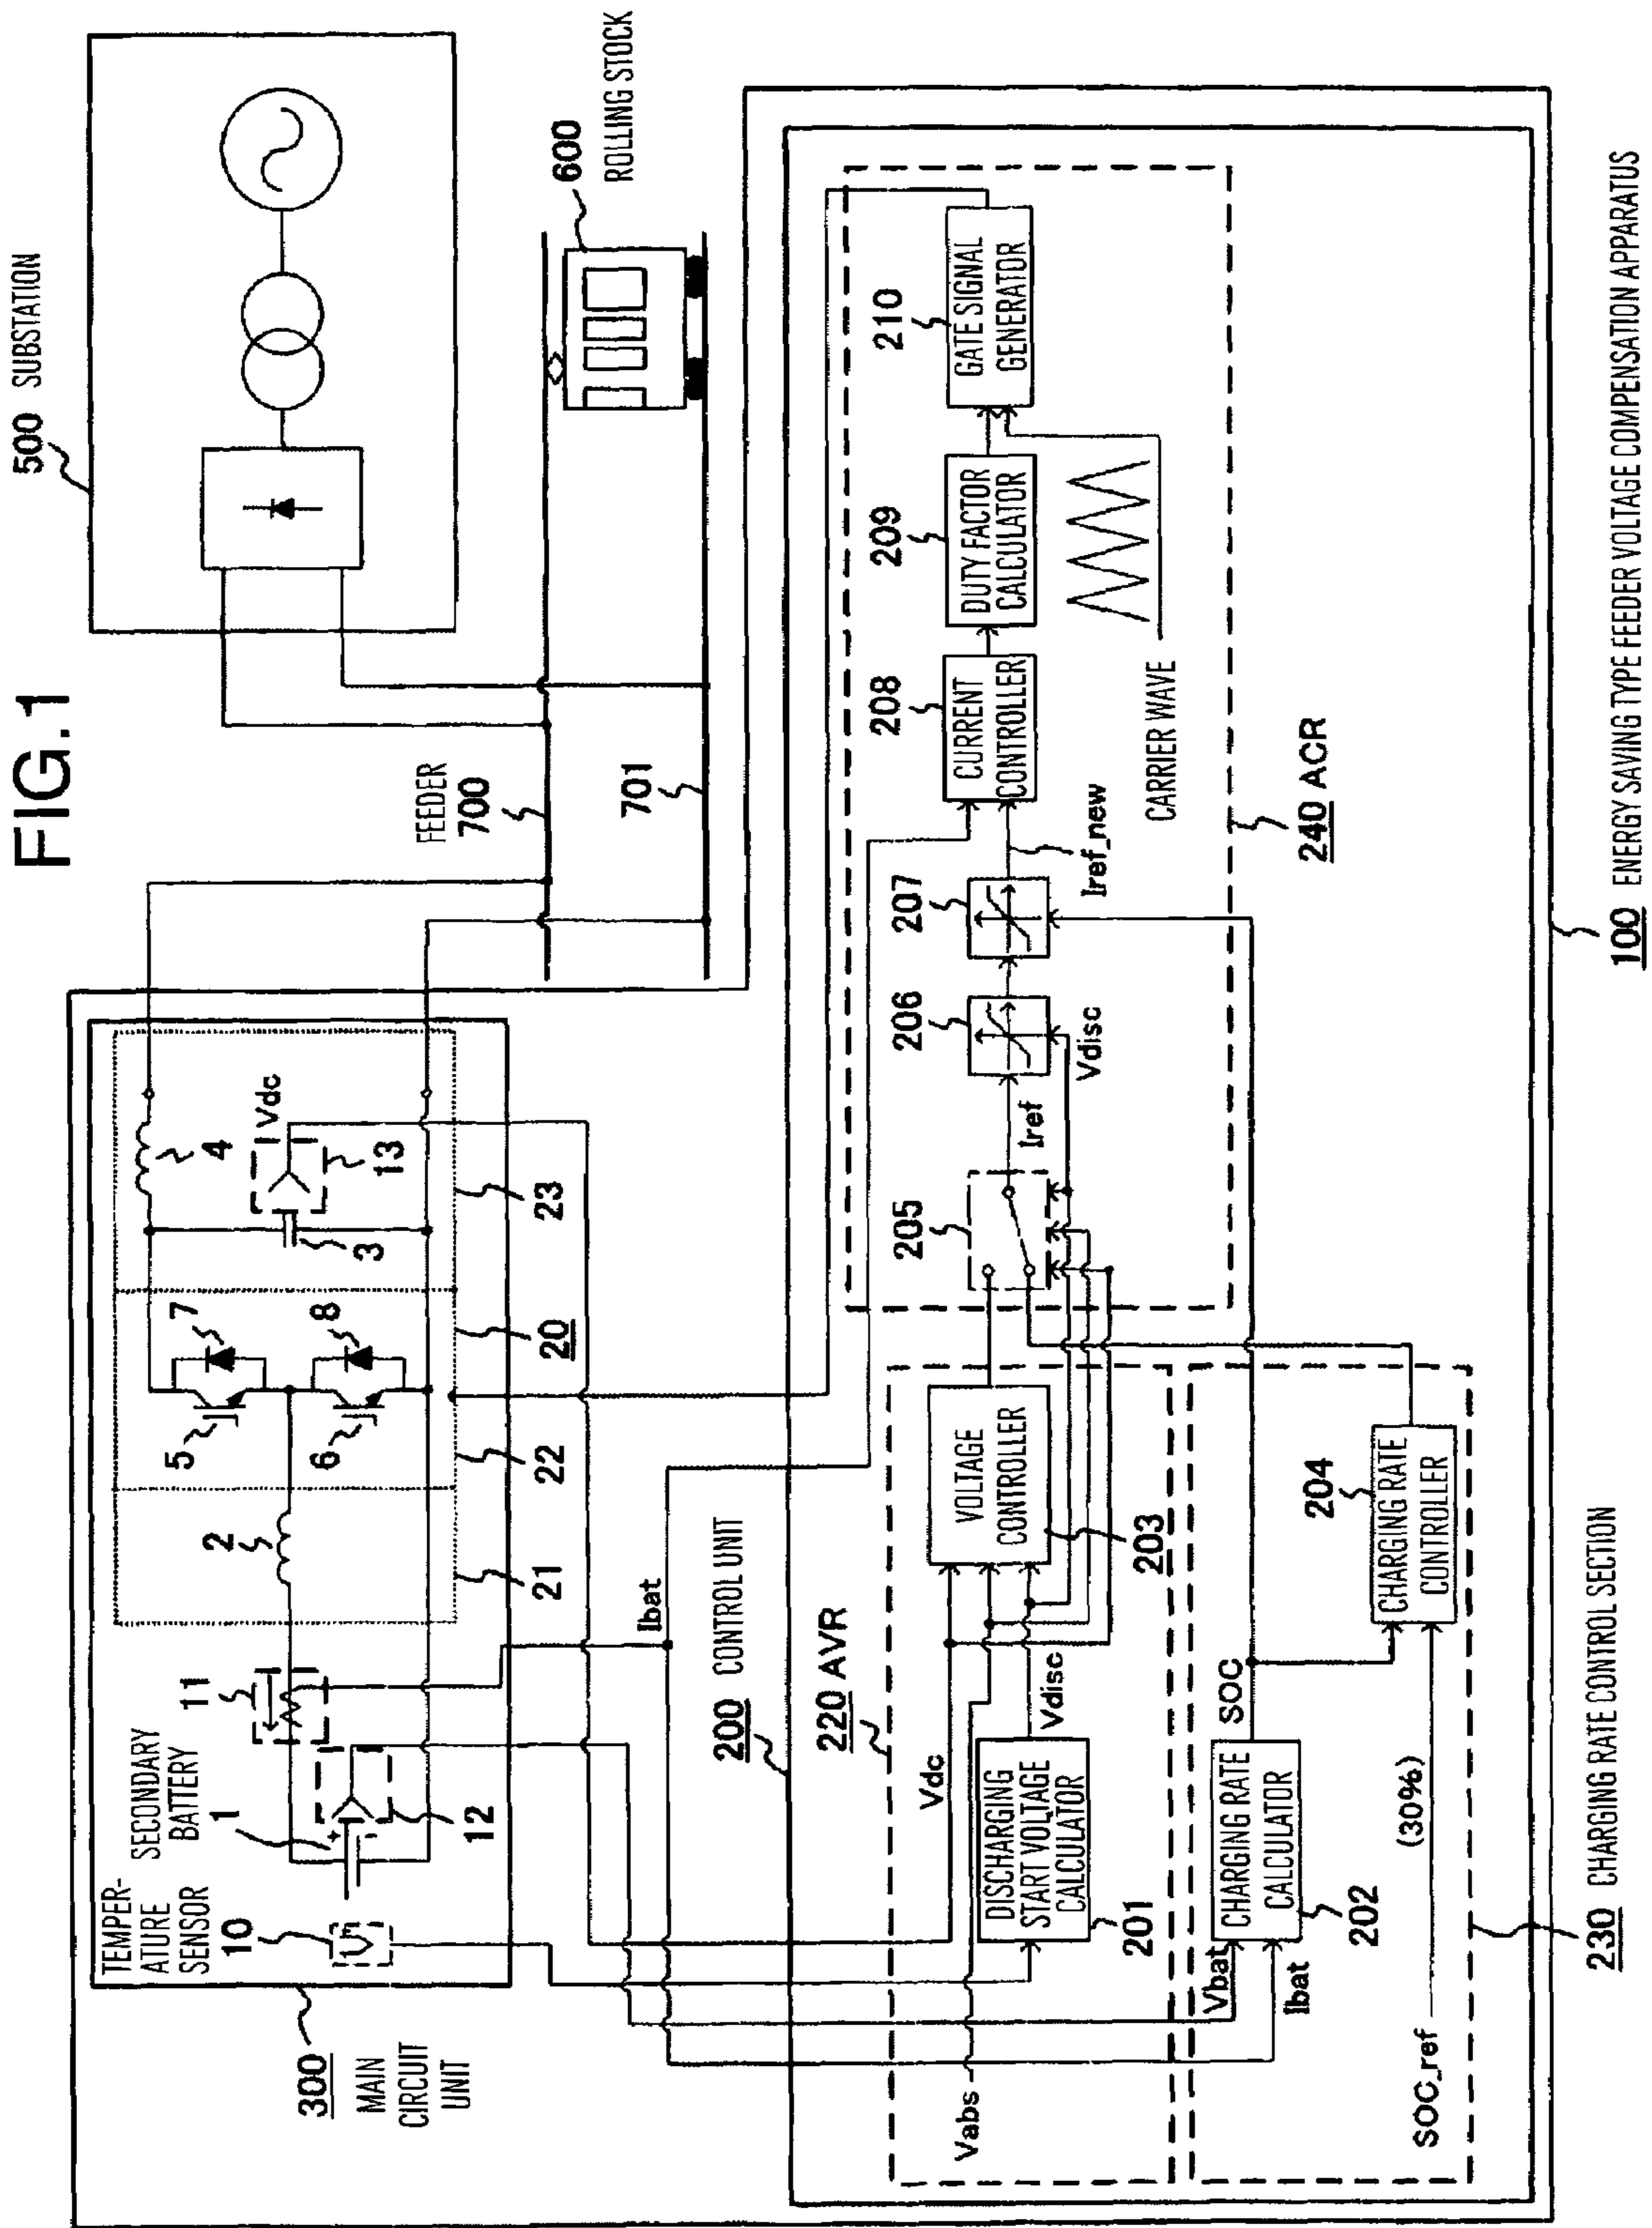 FIG.1
500 SUBSTATION
600
ROLLING STOCK
FEEDER
700
701
TEMPER-
ATURE
SENSOR
10
SECONDARY
BATTERY
1
+
-
11
12
2
5
6
7
8
4
Vdc
13
3
21
22
20
23
300
MAIN
CIRCUIT
UNIT
Ibat
200 CONTROL UNIT
220 AVR
Vabs
Vdc
DISCHARGING
START VOLTAGE
CALCULATOR
201
Vdisc
VOLTAGE
CONTROLLER
203
Vbat
Ibat
CHARGING RATE
CALCULATOR
202
SOC
SOC_ref
(30%)
CHARGING RATE
CONTROLLER
204
230 CHARGING RATE CONTROL SECTION
205
Iref
206
Vdisc
207
Iref_new
208
CURRENT
CONTROLLER
209
DUTY FACTOR
CALCULATOR
210
GATE SIGNAL
GENERATOR
CARRIER WAVE
240 ACR
100 ENERGY SAVING TYPE FEEDER VOLTAGE COMPENSATION APPARATUS